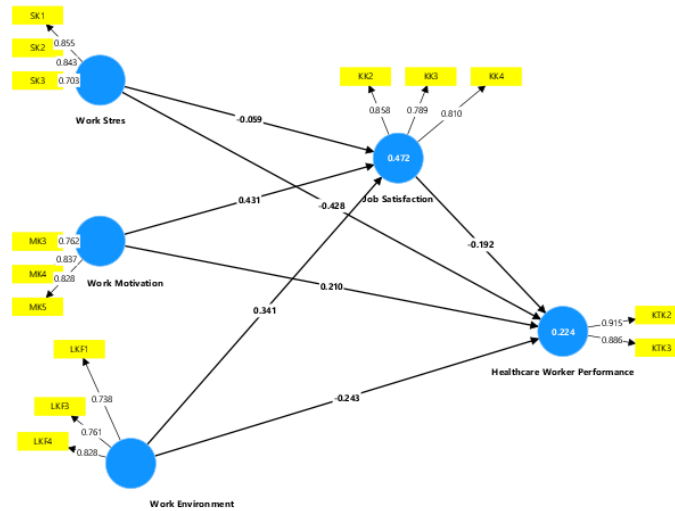 SK1
0.855
SK2
0.843
SK3
0.703
Work Stres
KK2
KK3
KK4
0.858
0.789
0.810
-0.059
0.472
Job Satisfaction
0.431
-0.428
MK3
0.762
0.837
MK4
0.828
MK5
Work Motivation
-0.192
0.210
0.341
KTK2
0.915
0.224
0.886
KTK3
Healthcare Worker Performance
LKF1
0.738
LKF3
0.761
LKF4
0.828
-0.243
Work Environment